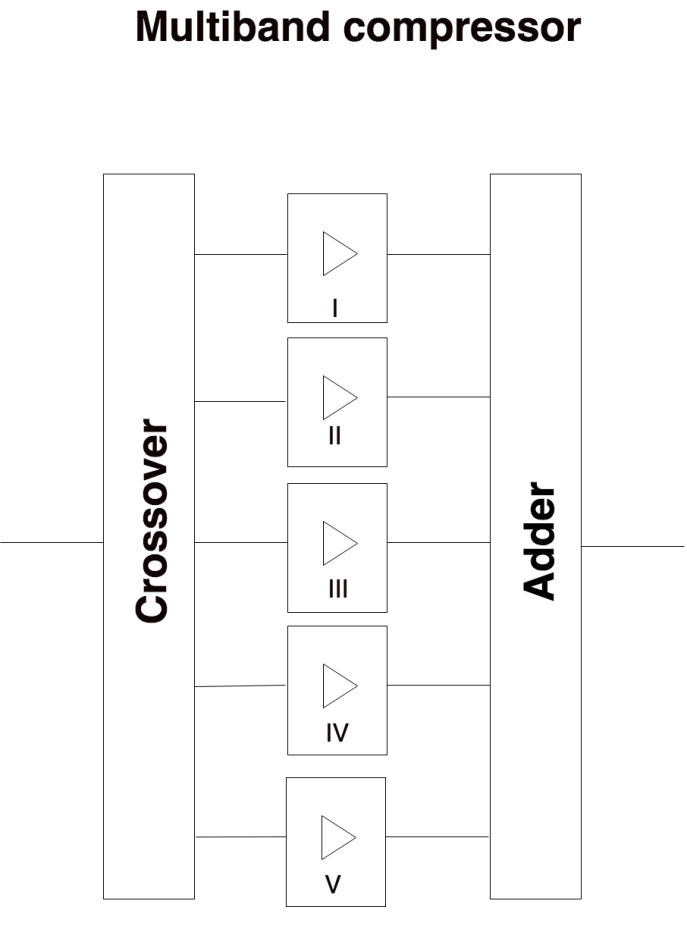 Multiband compressor
Crossover
I
II
III
IV
V
Adder